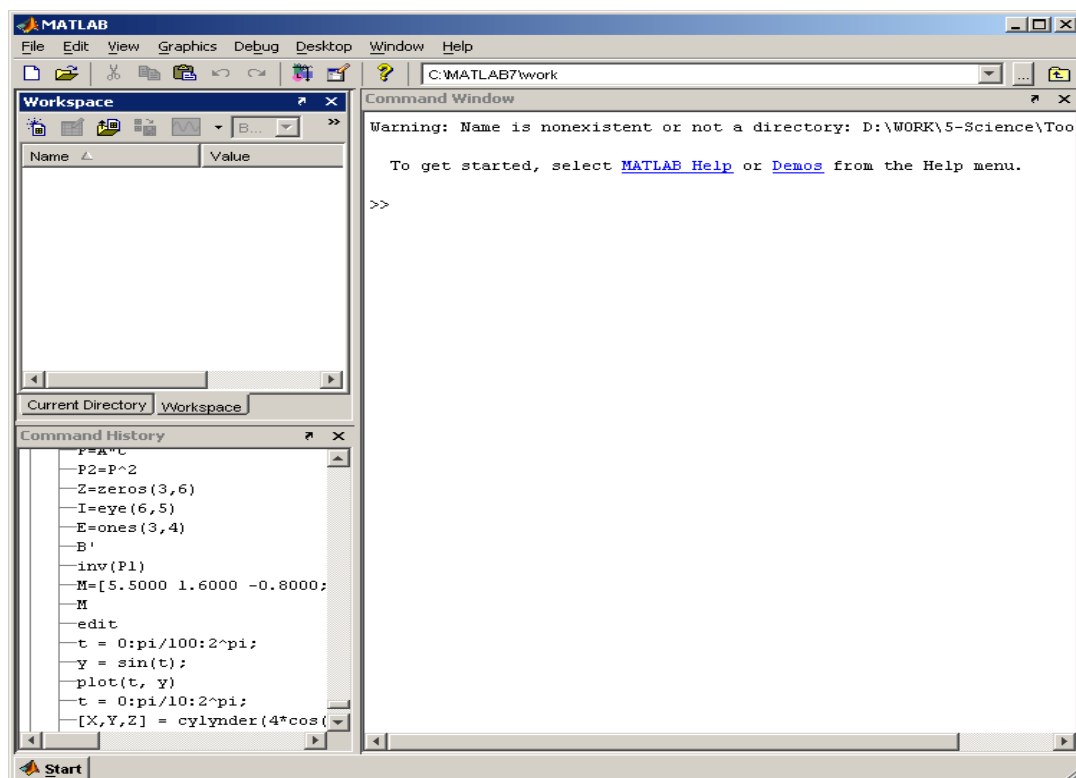 MATLAB
File Edit View Graphics Debug Desktop Window Help
C:\MATLAB7\work
...
Workspace
B...
»
Name Value
Current Directory Workspace
Command History
P=A*C
P2=P^2
Z=zeros(3,6)
I=eye(6,5)
E=ones(3,4)
B'
inv(P1)
M=[5.5000 1.6000 -0.8000;
M
edit
t = 0:pi/100:2^pi;
y = sin(t);
plot(t, y)
t = 0:pi/10:2^pi;
[X,Y,Z] = cylynder(4*cos(
Command Window
Warning: Name is nonexistent or not a directory: D:\WORK\5-Science\Too
To get started, select MATLAB Help or Demos from the Help menu.
>>
Start